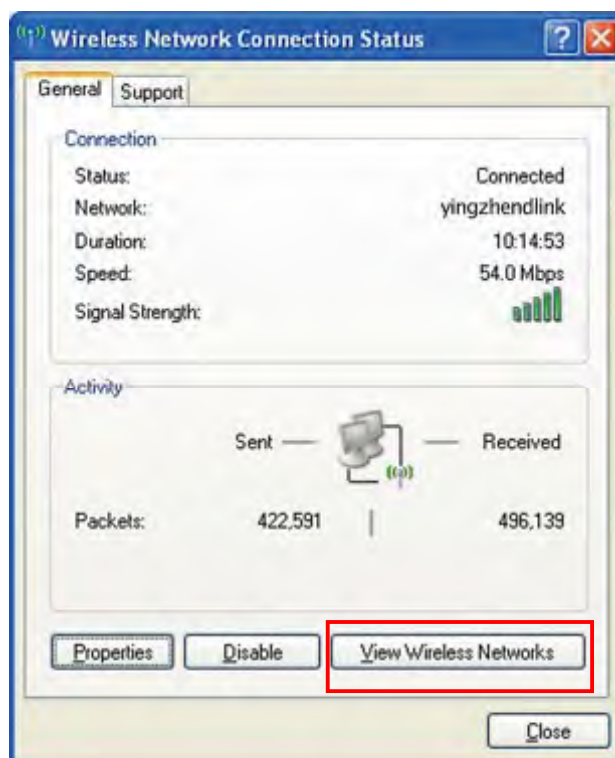 Wireless Network Connection Status
General Support
Connection
Status: Connected
Network: yingzhendlink
Duration: 10:14:53
Speed: 54.0 Mbps
Signal Strength:
Activity
Sent — — Received
Packets: 422,591 | 496,139
Properties Disable View Wireless Networks
Close